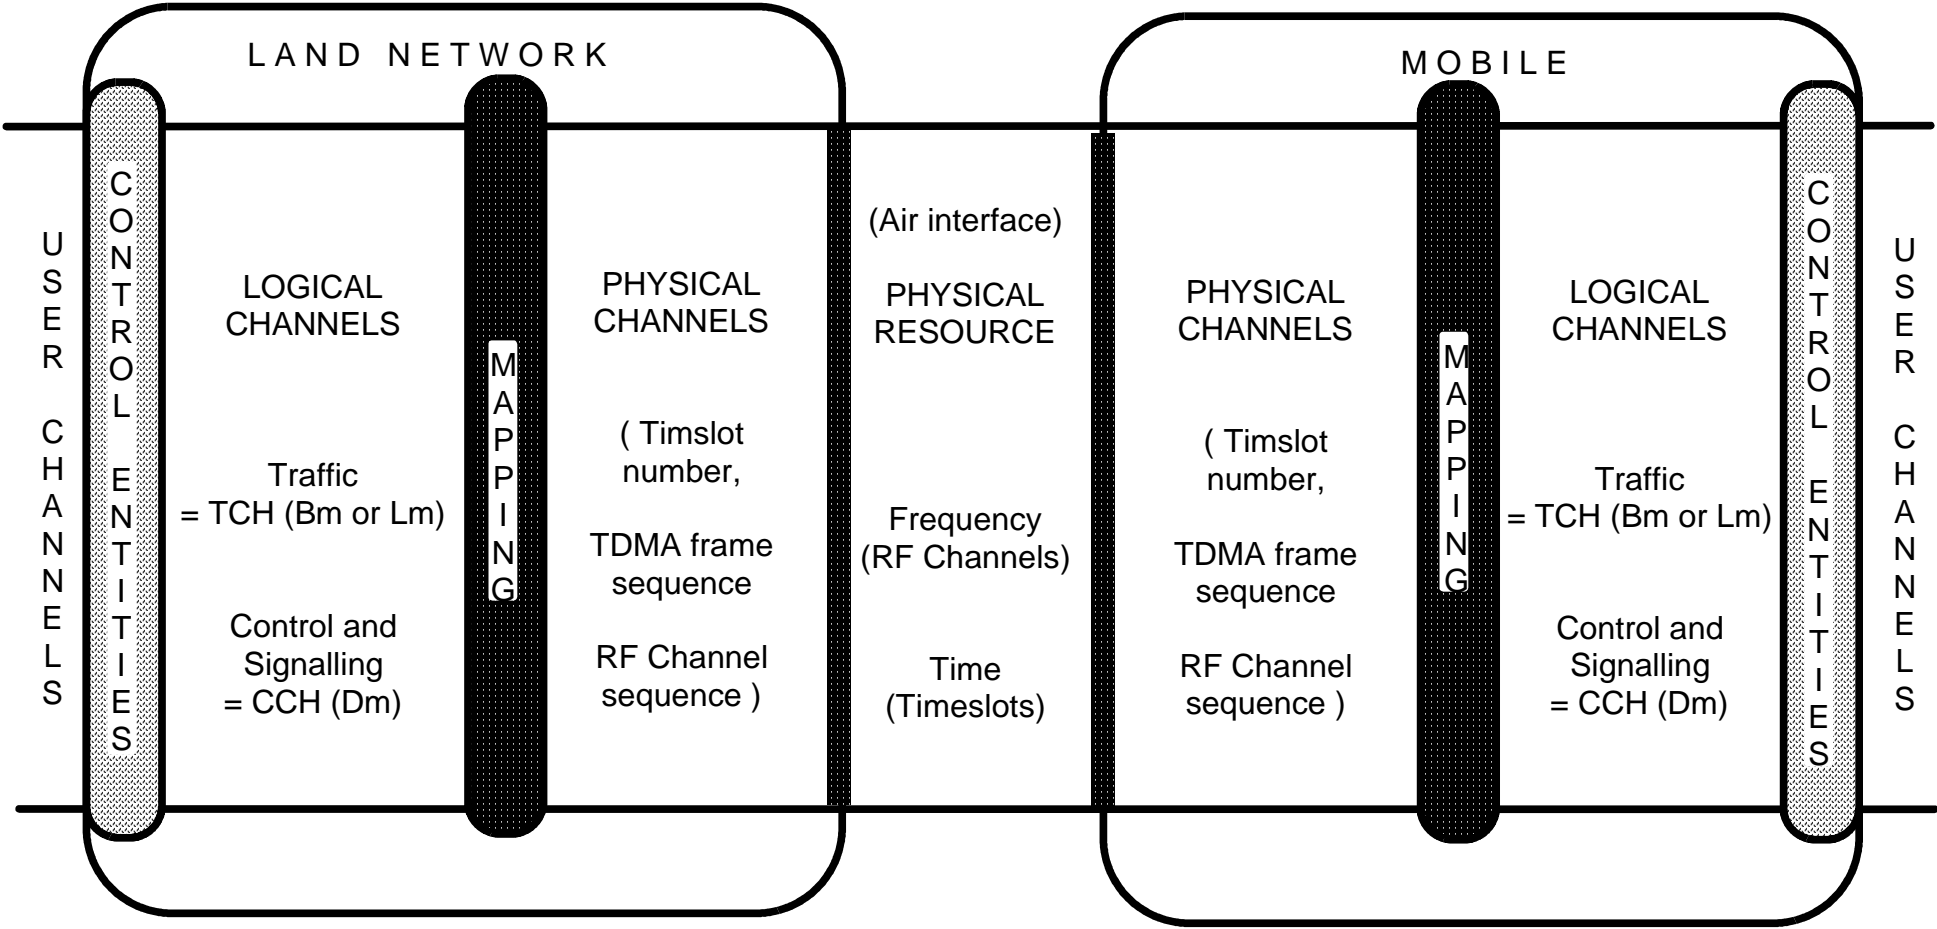 LAND NETWORK
MOBILE
USER CHANNELS
CONTROL ENTITIES
LOGICAL
CHANNELS
Traffic
= TCH (Bm or Lm)
Control and
Signalling
= CCH (Dm)
MAPPING
PHYSICAL
CHANNELS
( Timslot
number,
TDMA frame
sequence
RF Channel
sequence )
(Air interface)
PHYSICAL
RESOURCE
Frequency
(RF Channels)
Time
(Timeslots)
PHYSICAL
CHANNELS
( Timslot
number,
TDMA frame
sequence
RF Channel
sequence )
MAPPING
LOGICAL
CHANNELS
Traffic
= TCH (Bm or Lm)
Control and
Signalling
= CCH (Dm)
CONTROL ENTITIES
USER CHANNELS